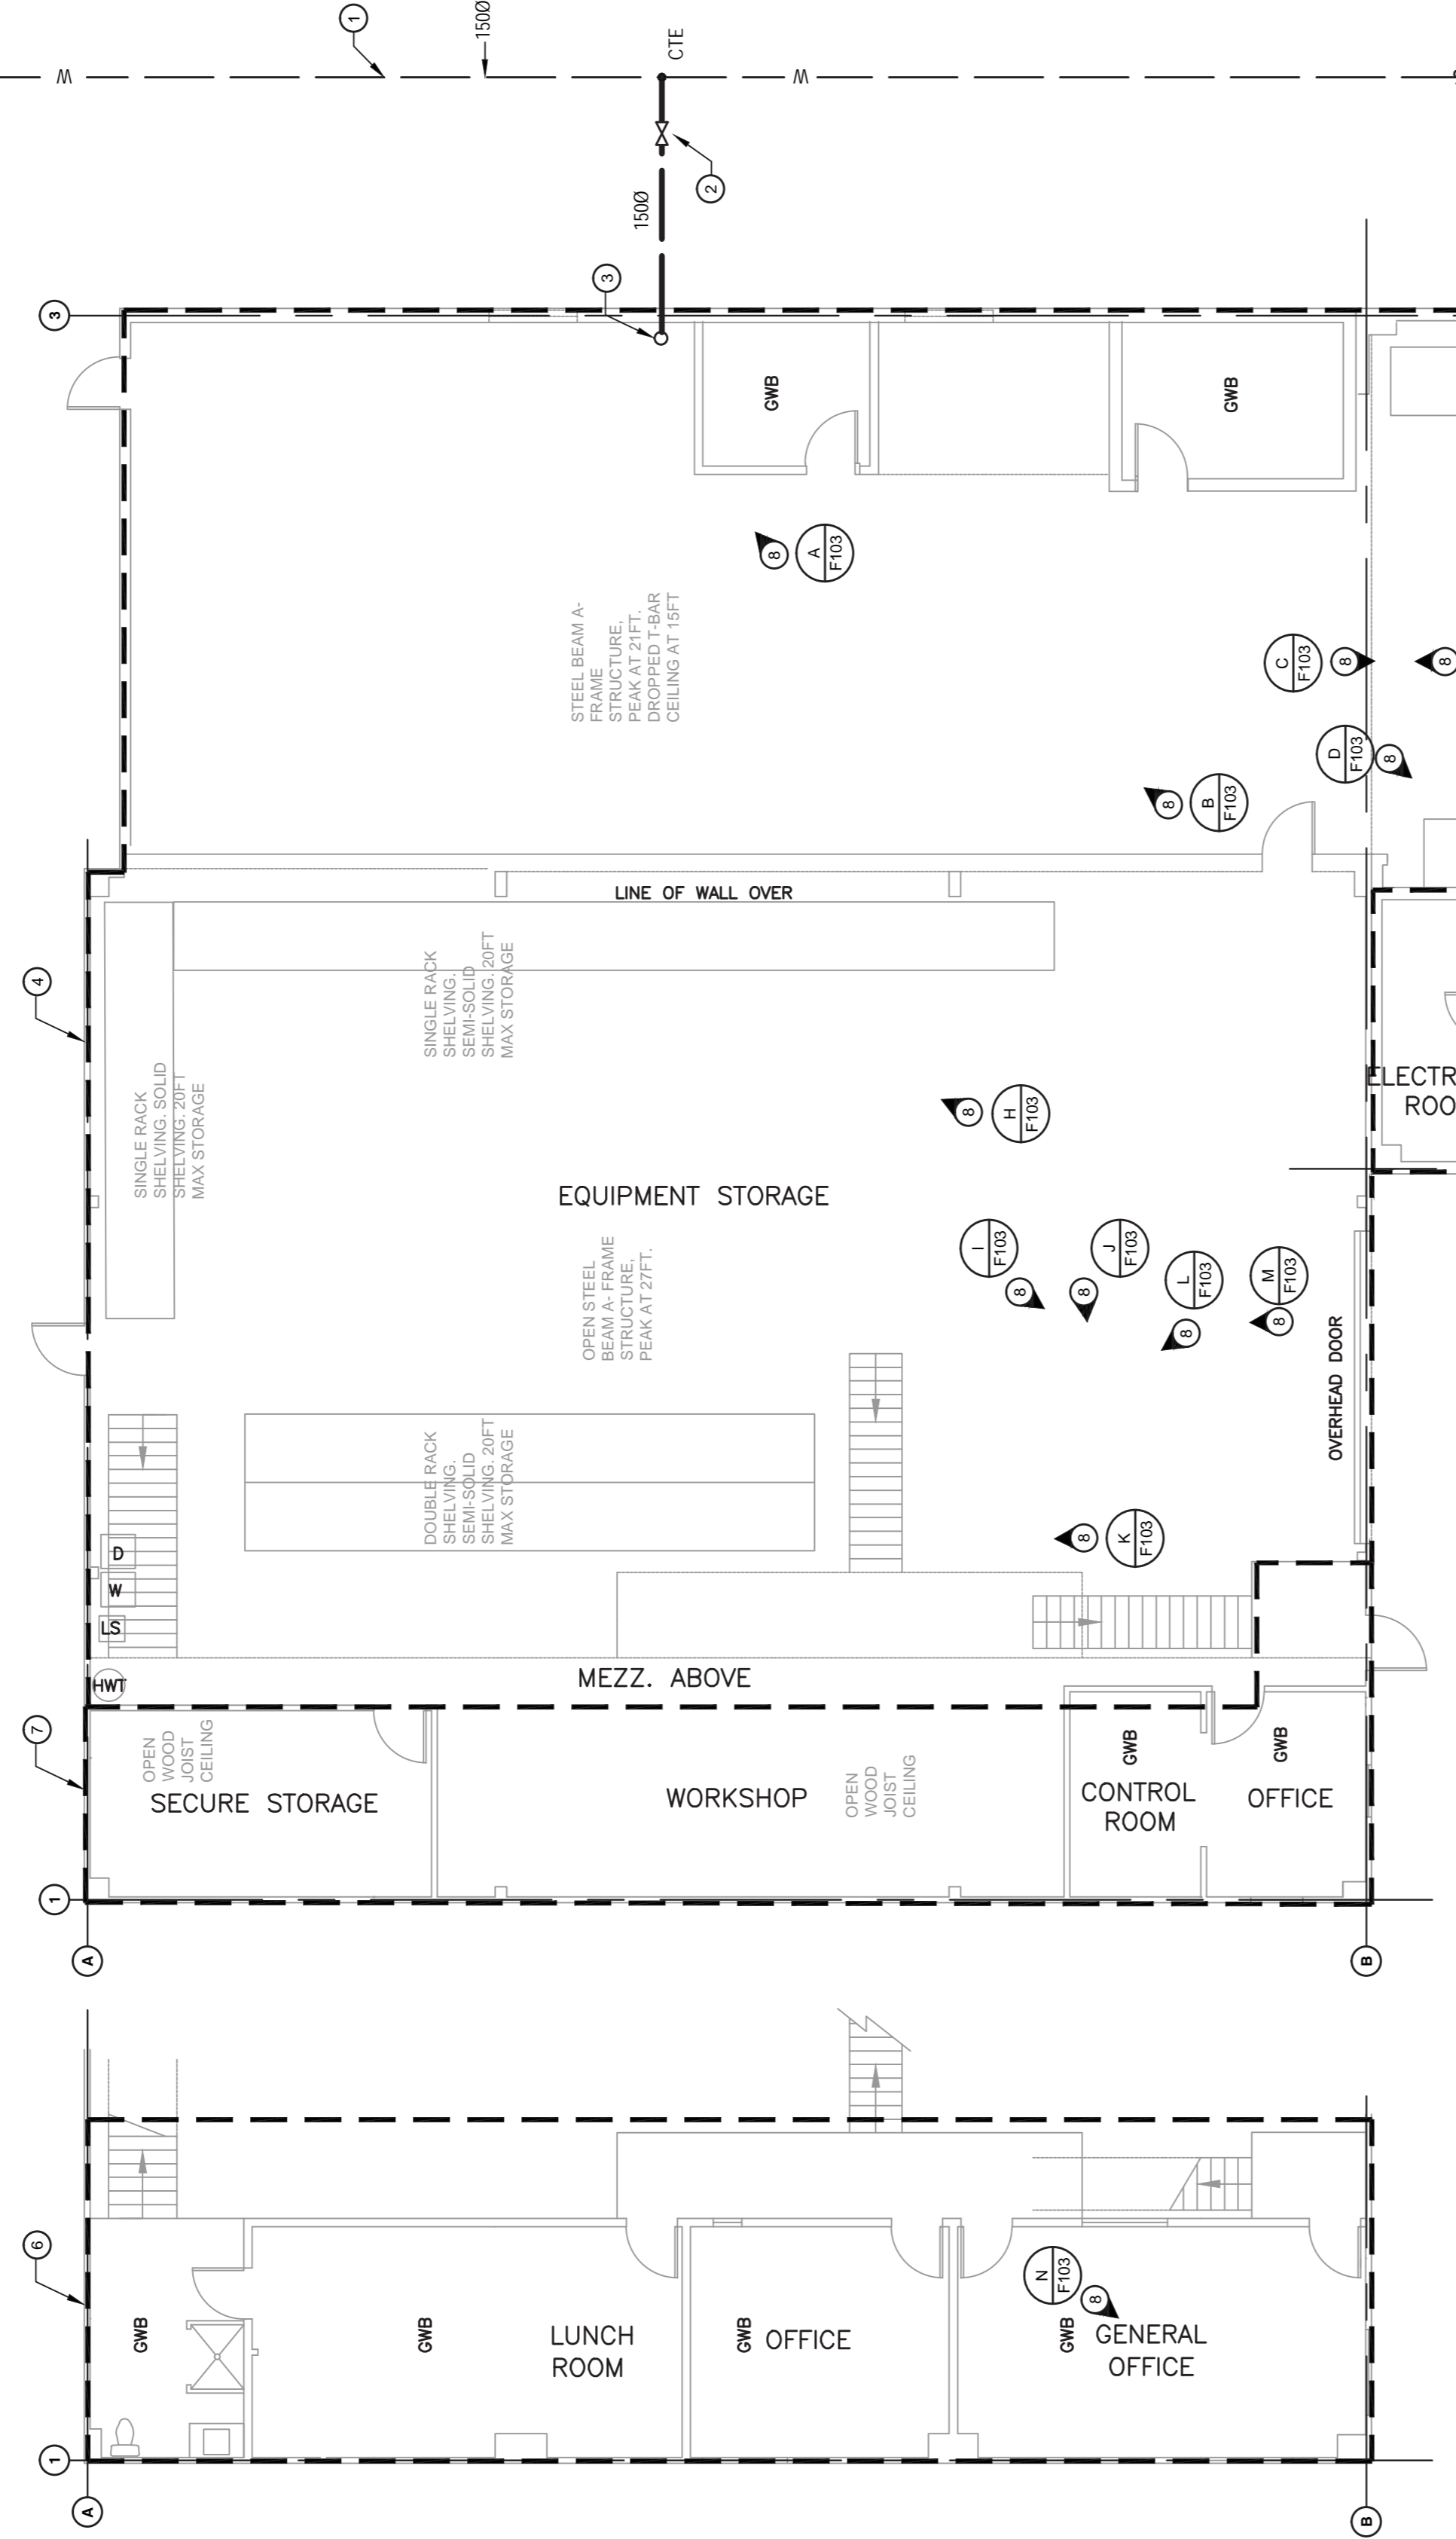 1
150Ø
W
CTE
W
2
150Ø
3
3
GWB
GWB
8
A
F103
STEEL BEAM A-
FRAME
STRUCTURE,
PEAK AT 21FT.
DROPPED T-BAR
CEILING AT 15FT
C
F103
8
8
D
F103
8
8
B
F103
LINE OF WALL OVER
4
SINGLE RACK
SHELVING.
SEMI-SOLID
SHELVING. 20FT
MAX STORAGE
SINGLE RACK
SHELVING. SOLID
SHELVING. 20FT
MAX STORAGE
8
H
F103
ELECTR
ROO
EQUIPMENT STORAGE
OPEN STEEL
BEAM A- FRAME
STRUCTURE,
PEAK AT 27FT.
I
F103
8
J
F103
8
L
F103
8
M
F103
8
OVERHEAD DOOR
DOUBLE RACK
SHELVING.
SEMI-SOLID
SHELVING. 20FT
MAX STORAGE
8
K
F103
D
W
LS
HWT
MEZZ. ABOVE
7
OPEN
WOOD
JOIST
CEILING
SECURE STORAGE
WORKSHOP
OPEN
WOOD
JOIST
CEILING
GWB
CONTROL
ROOM
GWB
OFFICE
1
A
B
6
GWB
GWB
LUNCH
ROOM
GWB
OFFICE
N
F103
8
GWB
GENERAL
OFFICE
1
A
B